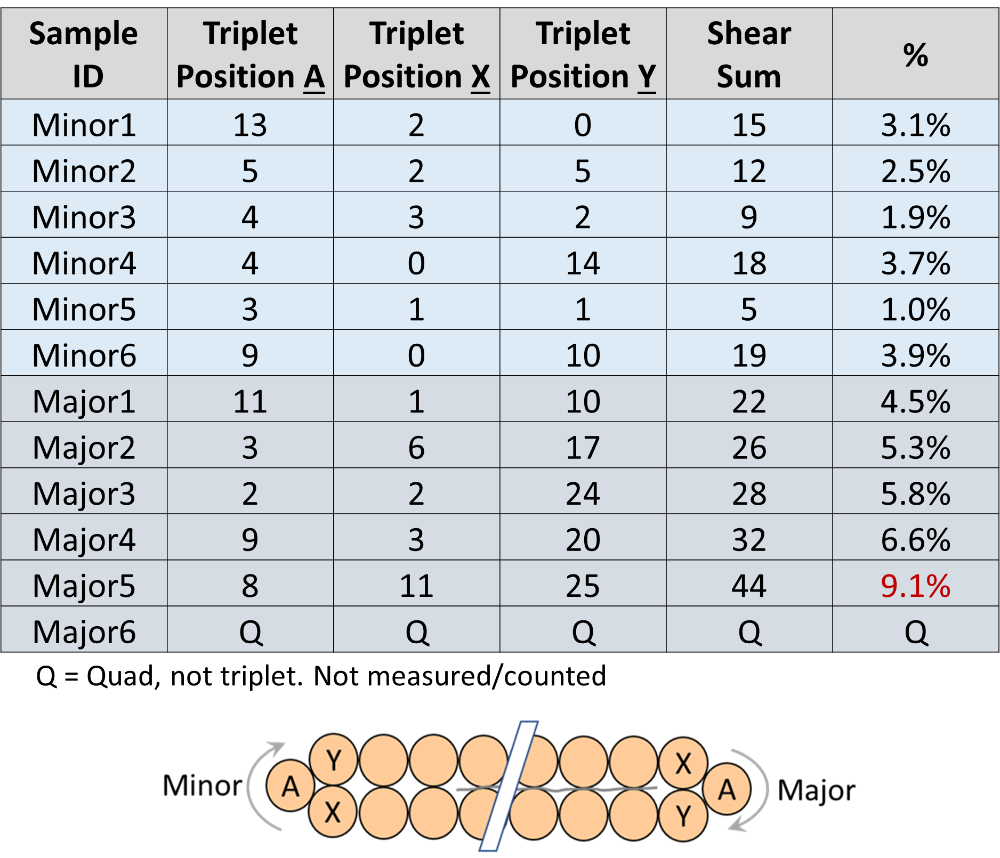 Sample ID | Triplet Position A | Triplet Position X | Triplet Position Y | Shear Sum | %
Minor1 | 13 | 2 | 0 | 15 | 3.1%
Minor2 | 5 | 2 | 5 | 12 | 2.5%
Minor3 | 4 | 3 | 2 | 9 | 1.9%
Minor4 | 4 | 0 | 14 | 18 | 3.7%
Minor5 | 3 | 1 | 1 | 5 | 1.0%
Minor6 | 9 | 0 | 10 | 19 | 3.9%
Major1 | 11 | 1 | 10 | 22 | 4.5%
Major2 | 3 | 6 | 17 | 26 | 5.3%
Major3 | 2 | 2 | 24 | 28 | 5.8%
Major4 | 9 | 3 | 20 | 32 | 6.6%
Major5 | 8 | 11 | 25 | 44 | 9.1%
Major6 | Q | Q | Q | Q | Q
Q = Quad, not triplet. Not measured/counted
Y X
Minor A A Major
X Y